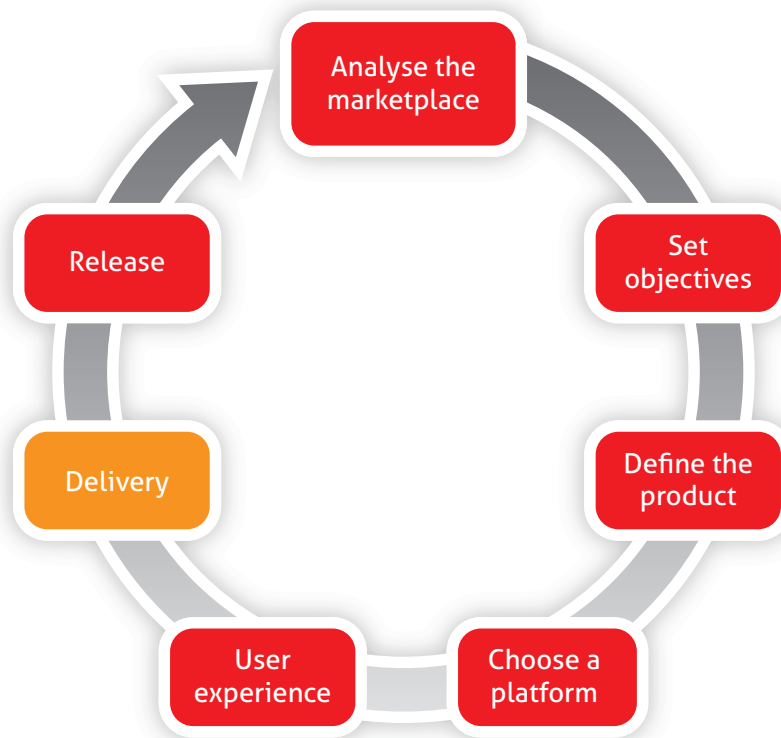 Analyse the
marketplace
Set
objectives
Define the
product
Choose a
platform
User
experience
Delivery
Release